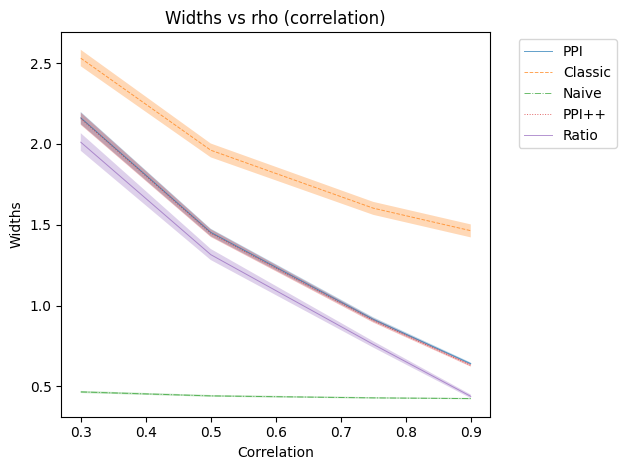 Widths vs rho (correlation)
PPI
Classic
Naive
PPI++
Ratio
Widths
2.5
2.0
1.5
1.0
0.5
0.3
0.4
0.5
0.6
0.7
0.8
0.9
Correlation